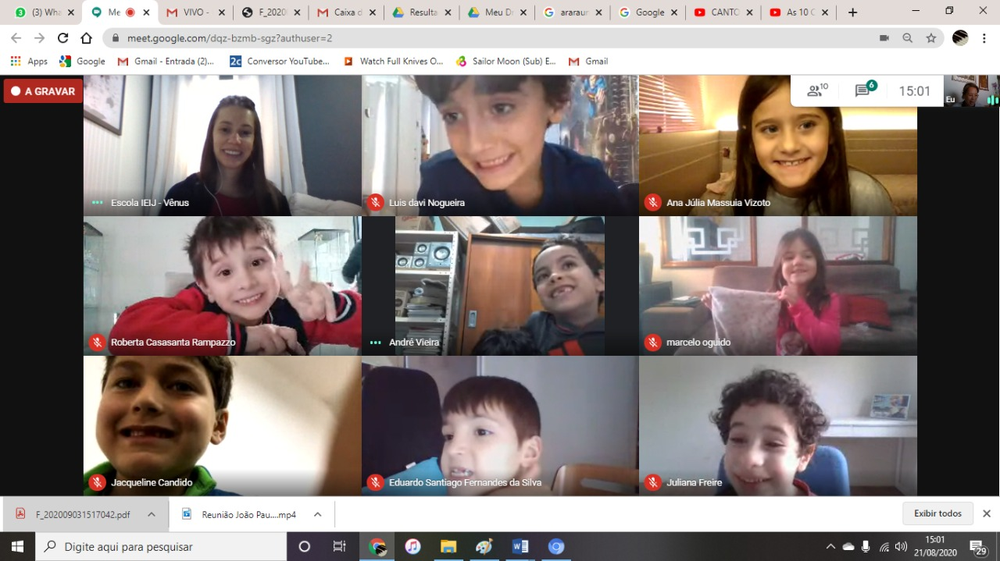 (3) Wha
Me
VIVO -
F_2020
Caixa d
Resulta
Meu D
araraur
Google
CANTO
As 10 C
meet.google.com/dqz-bzmb-sgz?authuser=2
Apps
Google
Gmail - Entrada (2)...
2c
Conversor YouTube...
Watch Full Knives O...
Sailor Moon (Sub) E...
Gmail
A GRAVAR
10
6
15:01
Eu
Escola IEIJ - Vênus
Luis davi Nogueira
Ana Júlia Massuia Vizoto
Roberta Casasanta Rampazzo
André Vieira
marcelo oguido
Jacqueline Candido
Eduardo Santiago Fernandes da Silva
Juliana Freire
F_202009031517042.pdf
Reunião João Pau....mp4
Exibir todos
Digite aqui para pesquisar
15:01
21/08/2020
29